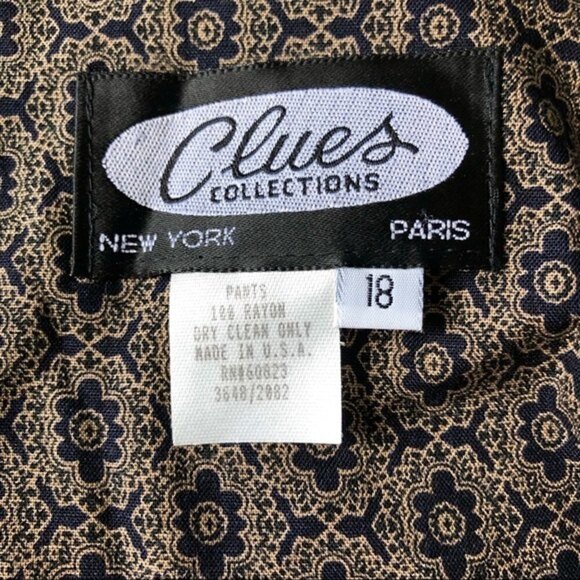 Clues
COLLECTIONS
NEW YORK PARIS
18
PANTS
100 RAYON
DRY CLEAN ONLY
MADE IN U.S.A.
RN#60823
3648/2082